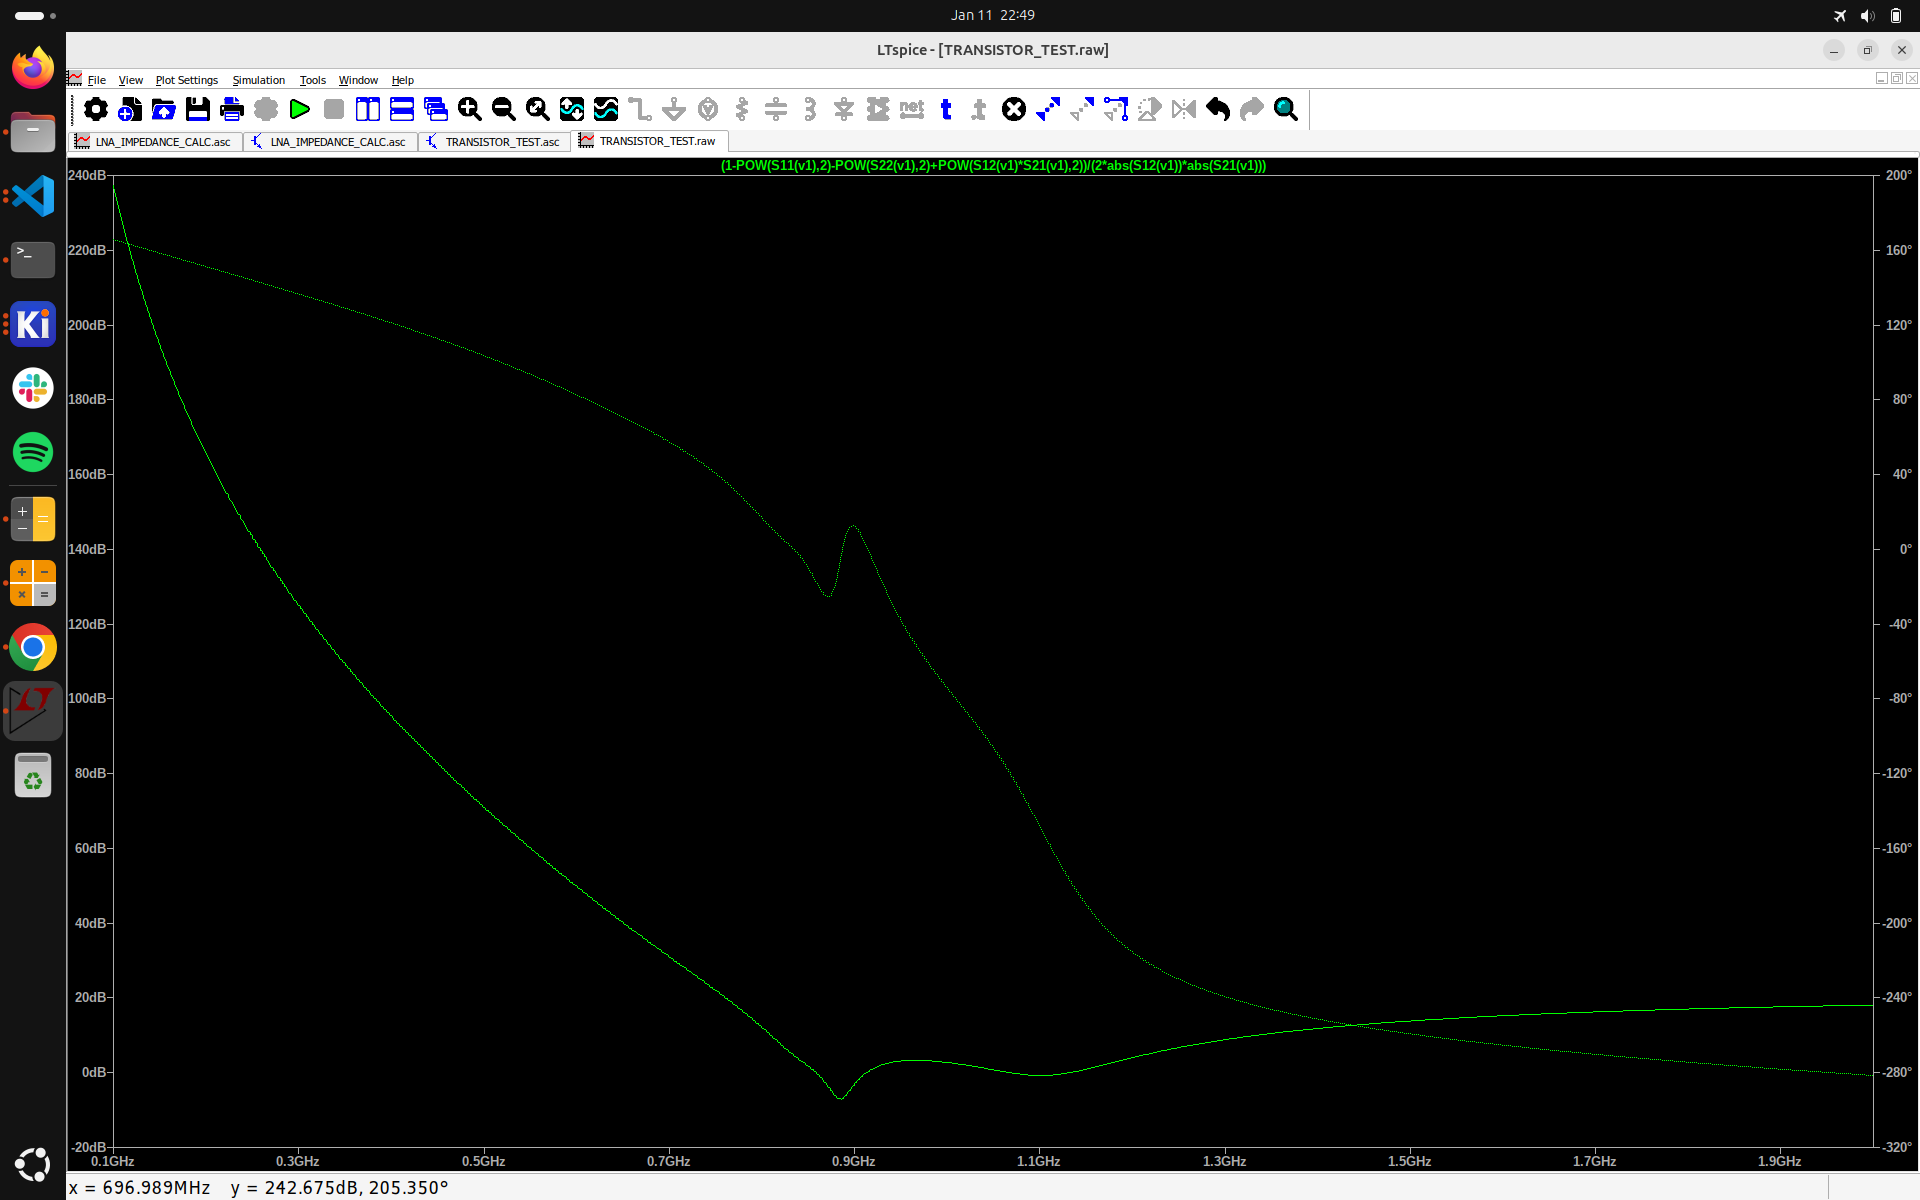 Jan 11 22:49
LTspice - [TRANSISTOR_TEST.raw]
File View Plot Settings Simulation Tools Window Help
net t .t
LNA_IMPEDANCE_CALC.asc LNA_IMPEDANCE_CALC.asc TRANSISTOR_TEST.asc TRANSISTOR_TEST.raw
(1-POW(S11(v1),2)-POW(S22(v1),2)+POW(S12(v1)*S21(v1),2))/(2*abs(S12(v1))*abs(S21(v1)))
240dB 200°
220dB 160°
200dB 120°
180dB 80°
160dB 40°
140dB 0°
120dB -40°
100dB -80°
80dB -120°
60dB -160°
40dB -200°
20dB -240°
0dB -280°
-20dB -320°
0.1GHz 0.3GHz 0.5GHz 0.7GHz 0.9GHz 1.1GHz 1.3GHz 1.5GHz 1.7GHz 1.9GHz
x = 696.989MHz y = 242.675dB, 205.350°
>_
Ki
LT